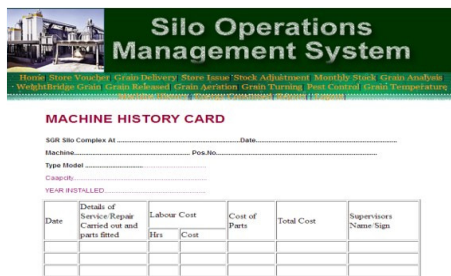 Silo Operations
Management System
Home Store Voucher Grain Delivery Store Issue Stock Adjustment Monthly Stock Grain Analysis
- WeightBridge Grain Grain Released Grain Aeration Grain Turning Pest Control Grain Temperature
MACHINE HISTORY CARD
SGR Silo Complex At ........ Date........
Machine........ Pos.No........
Type Model ........
Caapcity........
YEAR INSTALLED........
Date Details of Service/Repair Carried out and parts fitted Labour Cost Cost of Parts Total Cost Supervisors Name/Sign
Hrs Cost